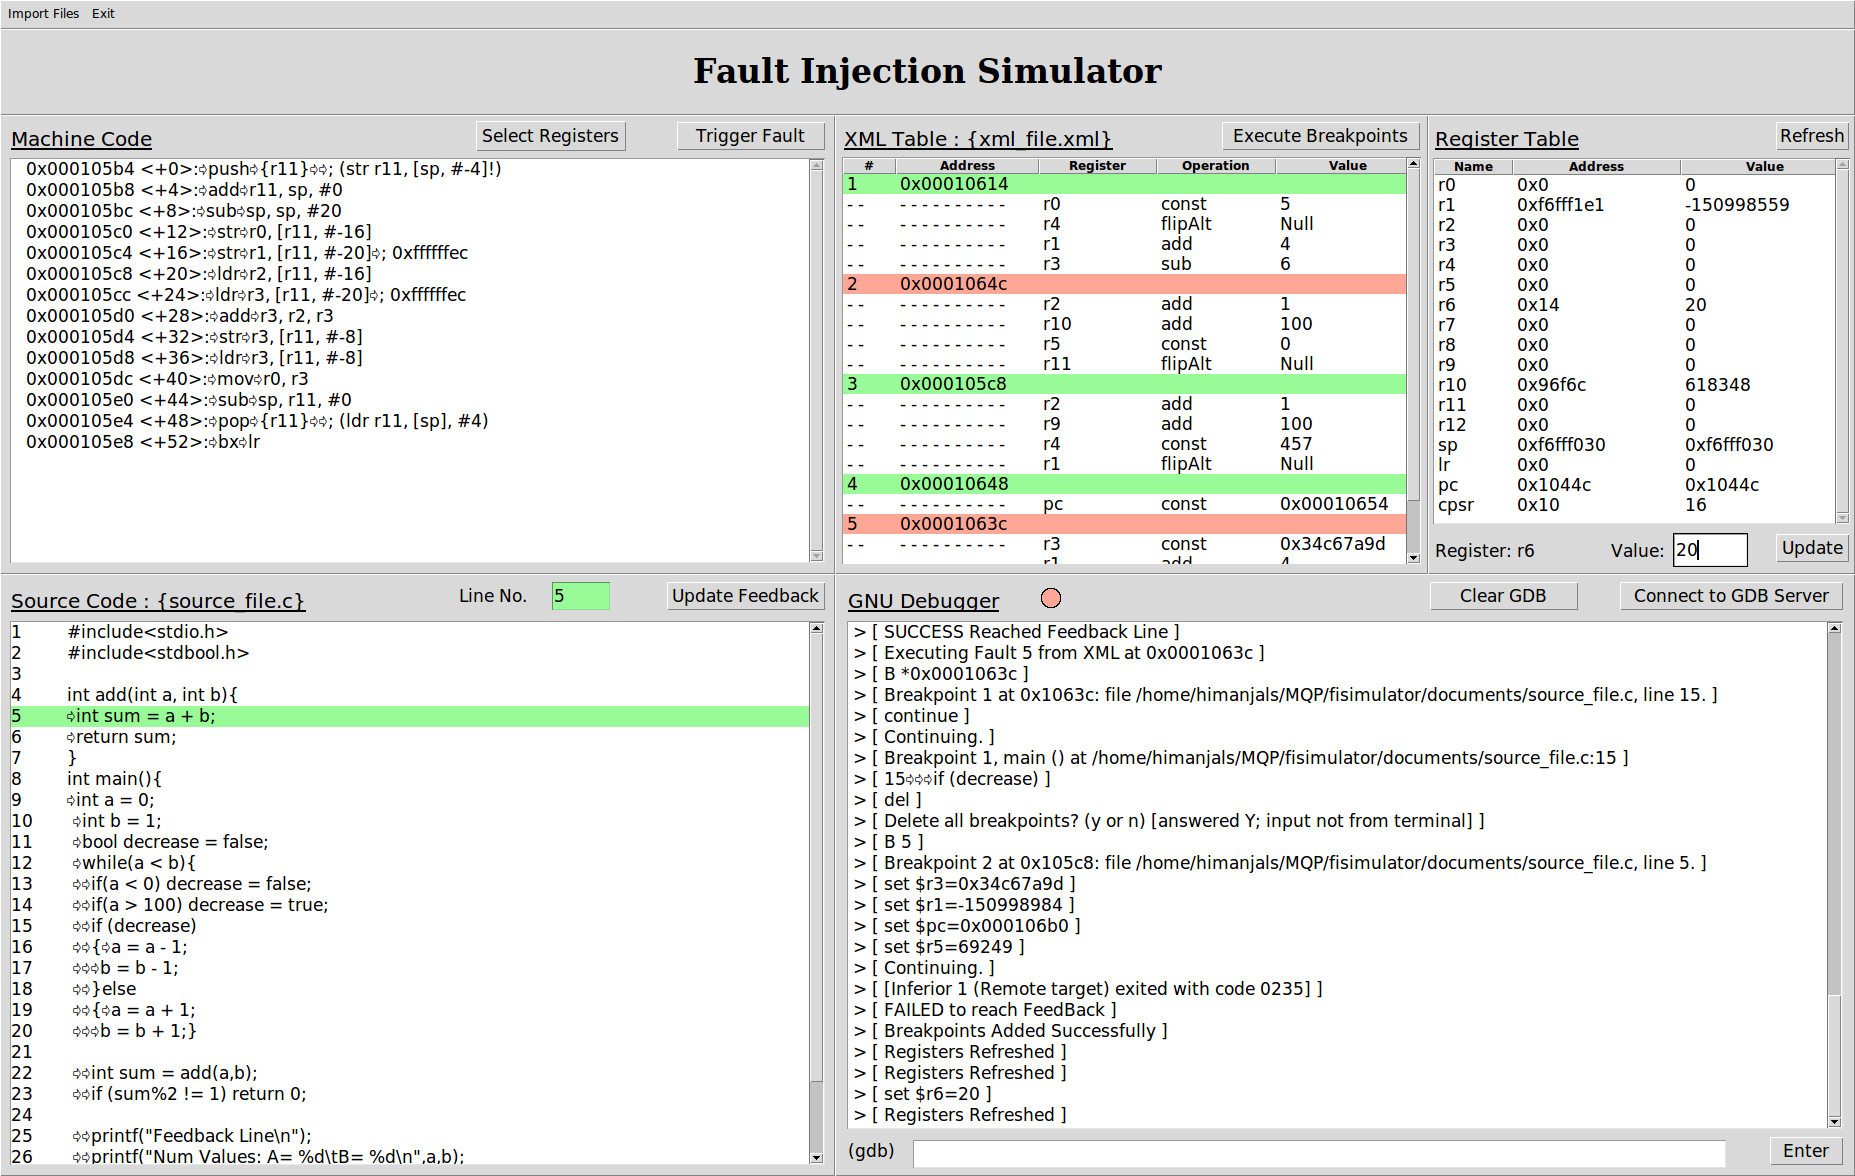 Import Files Exit
Fault Injection Simulator
Machine Code Select Registers Trigger Fault
0x000105b4 <+0>:➩push➩{r11}➩➩; (str r11, [sp, #-4]!)
0x000105b8 <+4>:➩add➩r11, sp, #0
0x000105bc <+8>:➩sub➩sp, sp, #20
0x000105c0 <+12>:➩str➩r0, [r11, #-16]
0x000105c4 <+16>:➩str➩r1, [r11, #-20]➩; 0xffffffec
0x000105c8 <+20>:➩ldr➩r2, [r11, #-16]
0x000105cc <+24>:➩ldr➩r3, [r11, #-20]➩; 0xffffffec
0x000105d0 <+28>:➩add➩r3, r2, r3
0x000105d4 <+32>:➩str➩r3, [r11, #-8]
0x000105d8 <+36>:➩ldr➩r3, [r11, #-8]
0x000105dc <+40>:➩mov➩r0, r3
0x000105e0 <+44>:➩sub➩sp, r11, #0
0x000105e4 <+48>:➩pop➩{r11}➩➩; (ldr r11, [sp], #4)
0x000105e8 <+52>:➩bx➩lr
XML Table : {xml_file.xml} Execute Breakpoints
# Address Register Operation Value
1 0x00010614
-- ---------- r0 const 5
-- ---------- r4 flipAlt Null
-- ---------- r1 add 4
-- ---------- r3 sub 6
2 0x0001064c
-- ---------- r2 add 1
-- ---------- r10 add 100
-- ---------- r5 const 0
-- ---------- r11 flipAlt Null
3 0x000105c8
-- ---------- r2 add 1
-- ---------- r9 add 100
-- ---------- r4 const 457
-- ---------- r1 flipAlt Null
4 0x00010648
-- ---------- pc const 0x00010654
5 0x0001063c
-- ---------- r3 const 0x34c67a9d
-- ---------- r1 add 4
Register Table Refresh
Name Address Value
r0 0x0 0
r1 0xf6fff1e1 -150998559
r2 0x0 0
r3 0x0 0
r4 0x0 0
r5 0x0 0
r6 0x14 20
r7 0x0 0
r8 0x0 0
r9 0x0 0
r10 0x96f6c 618348
r11 0x0 0
r12 0x0 0
sp 0xf6fff030 0xf6fff030
lr 0x0 0
pc 0x1044c 0x1044c
cpsr 0x10 16
Register: r6 Value: 20 Update
Source Code : {source_file.c} Line No. 5 Update Feedback
1 #include<stdio.h>
2 #include<stdbool.h>
3
4 int add(int a, int b){
5 ➩int sum = a + b;
6 ➩return sum;
7 }
8 int main(){
9 ➩int a = 0;
10 ➩int b = 1;
11 ➩bool decrease = false;
12 ➩while(a < b){
13 ➩➩if(a < 0) decrease = false;
14 ➩➩if(a > 100) decrease = true;
15 ➩➩if (decrease)
16 ➩➩{➩a = a - 1;
17 ➩➩➩b = b - 1;
18 ➩➩}else
19 ➩➩{➩a = a + 1;
20 ➩➩➩b = b + 1;}
21
22 ➩➩int sum = add(a,b);
23 ➩➩if (sum%2 != 1) return 0;
24
25 ➩➩printf("Feedback Line\n");
26 ➩➩printf("Num Values: A= %d\tB= %d\n",a,b);
GNU Debugger Clear GDB Connect to GDB Server
> [ SUCCESS Reached Feedback Line ]
> [ Executing Fault 5 from XML at 0x0001063c ]
> [ B *0x0001063c ]
> [ Breakpoint 1 at 0x1063c: file /home/himanjals/MQP/fisimulator/documents/source_file.c, line 15. ]
> [ continue ]
> [ Continuing. ]
> [ Breakpoint 1, main () at /home/himanjals/MQP/fisimulator/documents/source_file.c:15 ]
> [ 15➩➩➩if (decrease) ]
> [ del ]
> [ Delete all breakpoints? (y or n) [answered Y; input not from terminal] ]
> [ B 5 ]
> [ Breakpoint 2 at 0x105c8: file /home/himanjals/MQP/fisimulator/documents/source_file.c, line 5. ]
> [ set $r3=0x34c67a9d ]
> [ set $r1=-150998984 ]
> [ set $pc=0x000106b0 ]
> [ set $r5=69249 ]
> [ Continuing. ]
> [ [Inferior 1 (Remote target) exited with code 0235] ]
> [ FAILED to reach FeedBack ]
> [ Breakpoints Added Successfully ]
> [ Registers Refreshed ]
> [ Registers Refreshed ]
> [ set $r6=20 ]
> [ Registers Refreshed ]
(gdb) Enter